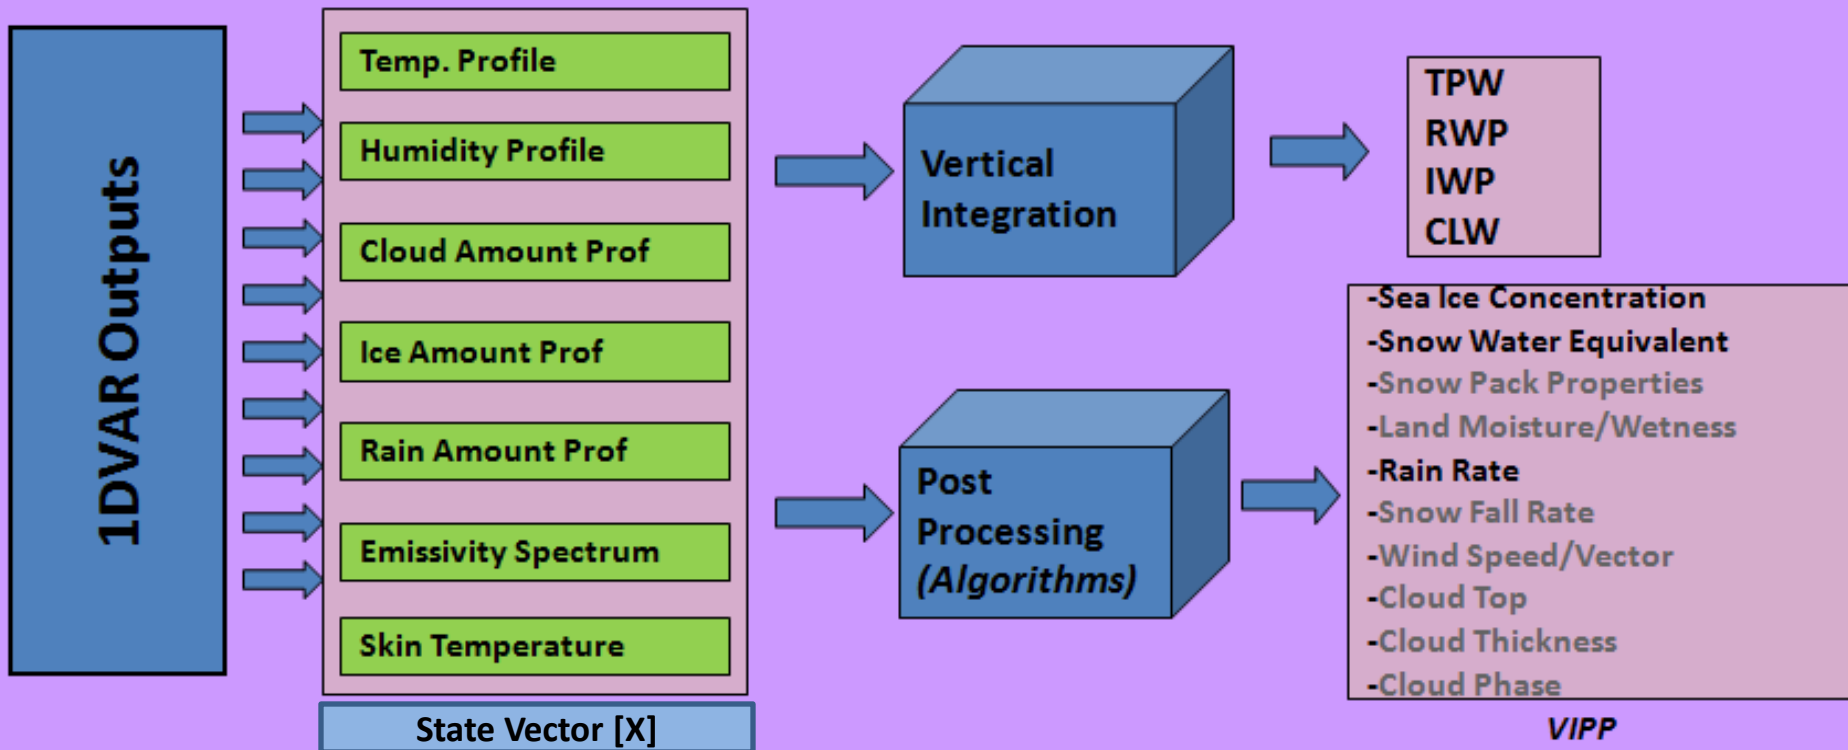 1DVAR Outputs
Temp. Profile
Humidity Profile
Cloud Amount Prof
Ice Amount Prof
Rain Amount Prof
Emissivity Spectrum
Skin Temperature
State Vector [X]
Vertical
Integration
Post
Processing
(Algorithms)
TPW
RWP
IWP
CLW
-Sea Ice Concentration
-Snow Water Equivalent
-Snow Pack Properties
-Land Moisture/Wetness
-Rain Rate
-Snow Fall Rate
-Wind Speed/Vector
-Cloud Top
-Cloud Thickness
-Cloud Phase
VIPP